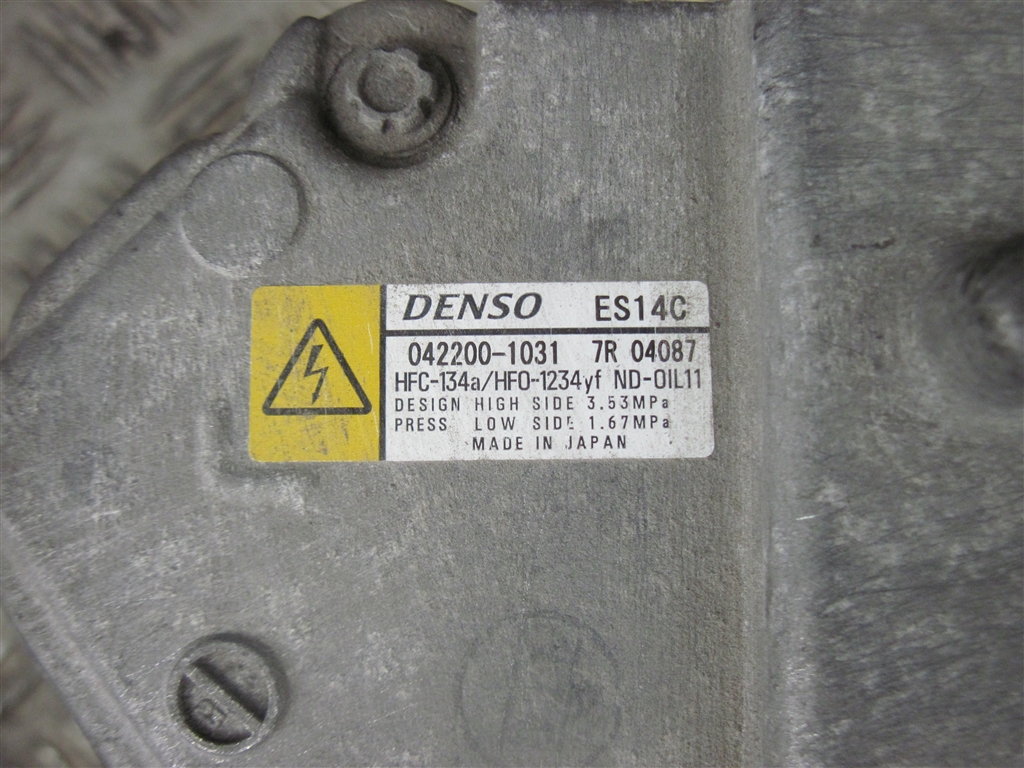 DENSO ES14C
042200-1031 7R 04087
HFC-134a/HFO-1234yf ND-OIL11
DESIGN HIGH SIDE 3.53MPa
PRESS LOW SIDE 1.67MPa
MADE IN JAPAN